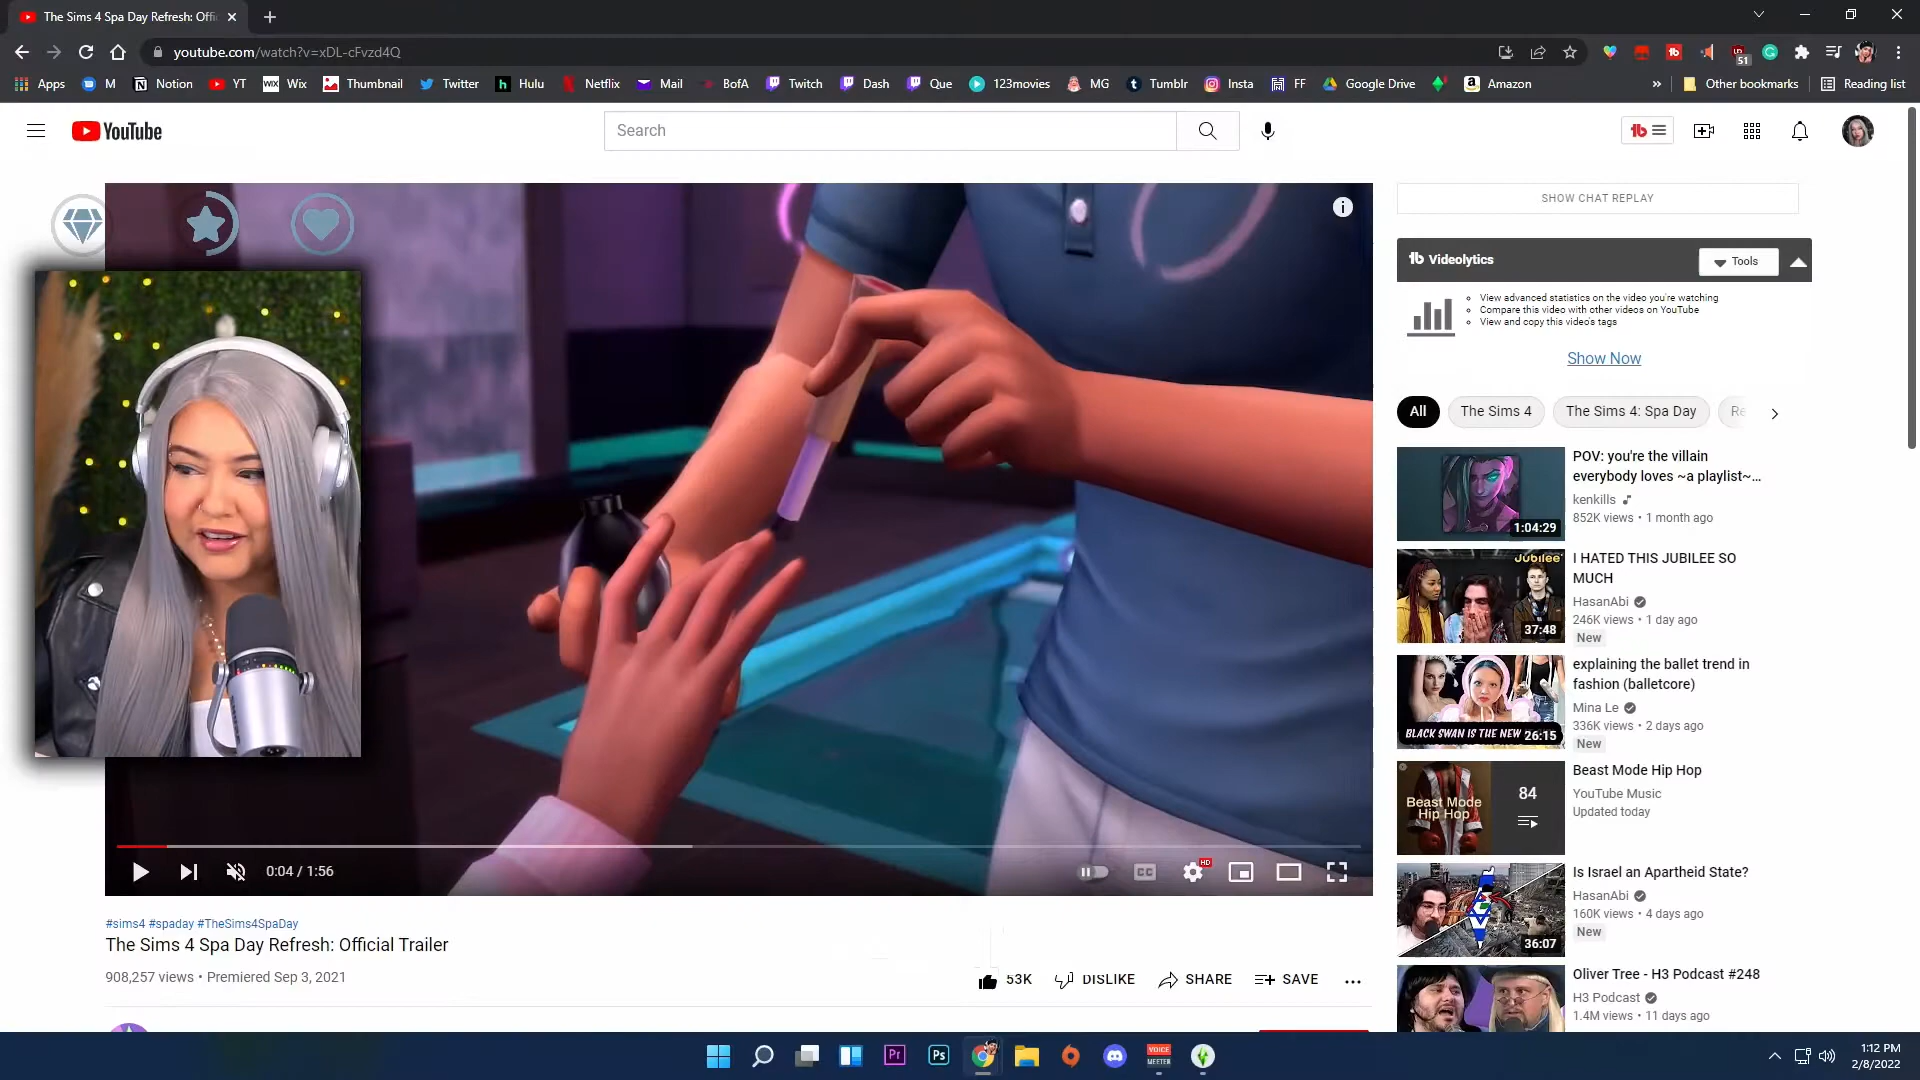 The Sims 4 Spa Day Refresh: Offi
youtube.com/watch?v=xDL-cFvzd4Q
51
Apps M Notion YT Wix Thumbnail Twitter Hulu Netflix Mail BofA Twitch Dash Que 123movies MG Tumblr Insta FF Google Drive Amazon » Other bookmarks Reading list
YouTube
Search
SHOW CHAT REPLAY
Videolytics
Tools
View advanced statistics on the video you're watching
Compare this video with other videos on YouTube
View and copy this video's tags
Show Now
All The Sims 4 The Sims 4: Spa Day Re
POV: you're the villain
everybody loves ~a playlist~...
kenkills
852K views • 1 month ago
1:04:29
Jubilee
I HATED THIS JUBILEE SO
MUCH
HasanAbi
246K views • 1 day ago
New
37:48
explaining the ballet trend in
fashion (balletcore)
Mina Le
336K views • 2 days ago
New
BLACK SWAN IS THE NEW 26:15
Beast Mode Hip Hop
YouTube Music
Updated today
Beast Mode
Hip Hop
84
Is Israel an Apartheid State?
HasanAbi
160K views • 4 days ago
New
36:07
Oliver Tree - H3 Podcast #248
H3 Podcast
1.4M views • 11 days ago
0:04 / 1:56
CC
HD
#sims4 #spaday #TheSims4SpaDay
The Sims 4 Spa Day Refresh: Official Trailer
908,257 views • Premiered Sep 3, 2021
53K DISLIKE SHARE SAVE ...
Pr
Ps
VOICE
MEETER
1:12 PM
2/8/2022